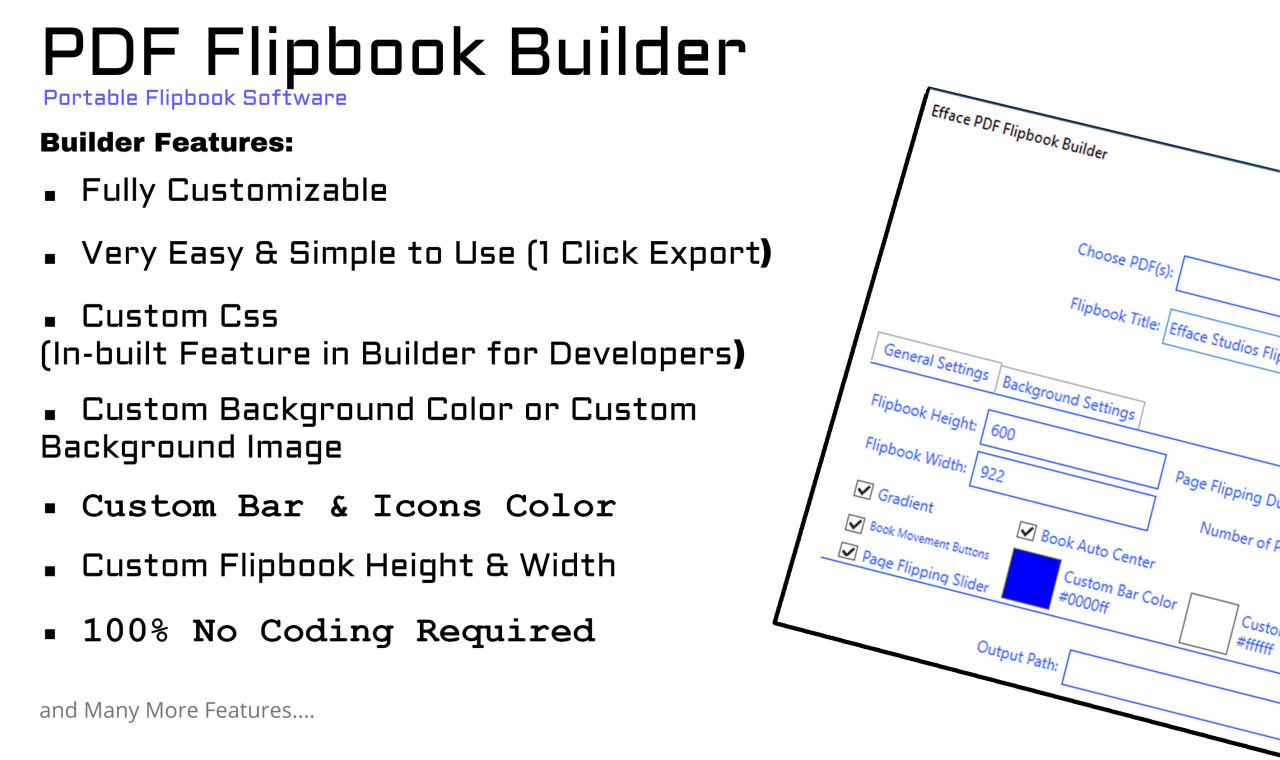 PDF Flipbook Builder
Portable Flipbook Software
Builder Features:
▪ Fully Customizable
▪ Very Easy & Simple to Use (1 Click Export)
▪ Custom Css
(In-built Feature in Builder for Developers)
▪ Custom Background Color or Custom
Background Image
▪ Custom Bar & Icons Color
▪ Custom Flipbook Height & Width
▪ 100% No Coding Required
and Many More Features....
Efface PDF Flipbook Builder
Choose PDF(s):
Flipbook Title: Efface Studios
General Settings Background Settings
Flipbook Height: 600
Flipbook Width: 922
Page Flipping
Gradient
Number of
Book Movement Buttons
Book Auto Center
Page Flipping Slider
Custom Bar Color
#0000ff
#ffffff
Output Path: